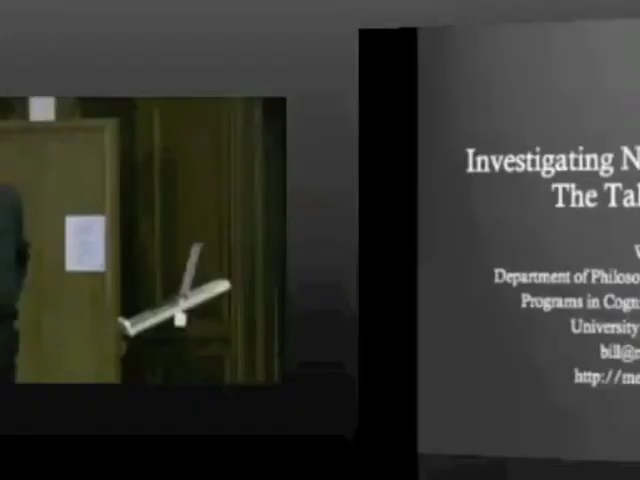 Investigating N
The Tal
Department of Philoso
Programs in Cogn
University
bill@
http://me